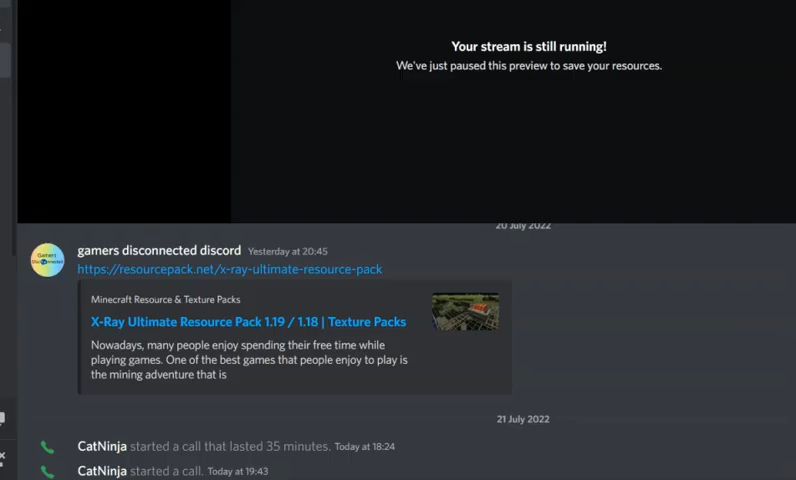 Your stream is still running!
We've just paused this preview to save your resources.
20 July 2022
gamers disconnected discord Yesterday at 20:45
https://resourcepack.net/x-ray-ultimate-resource-pack
Minecraft Resource & Texture Packs
X-Ray Ultimate Resource Pack 1.19 / 1.18 | Texture Packs
Nowadays, many people enjoy spending their free time while
playing games. One of the best games that people enjoy to play is
the mining adventure that is
21 July 2022
CatNinja started a call that lasted 35 minutes. Today at 18:24
CatNinja started a call. Today at 19:43